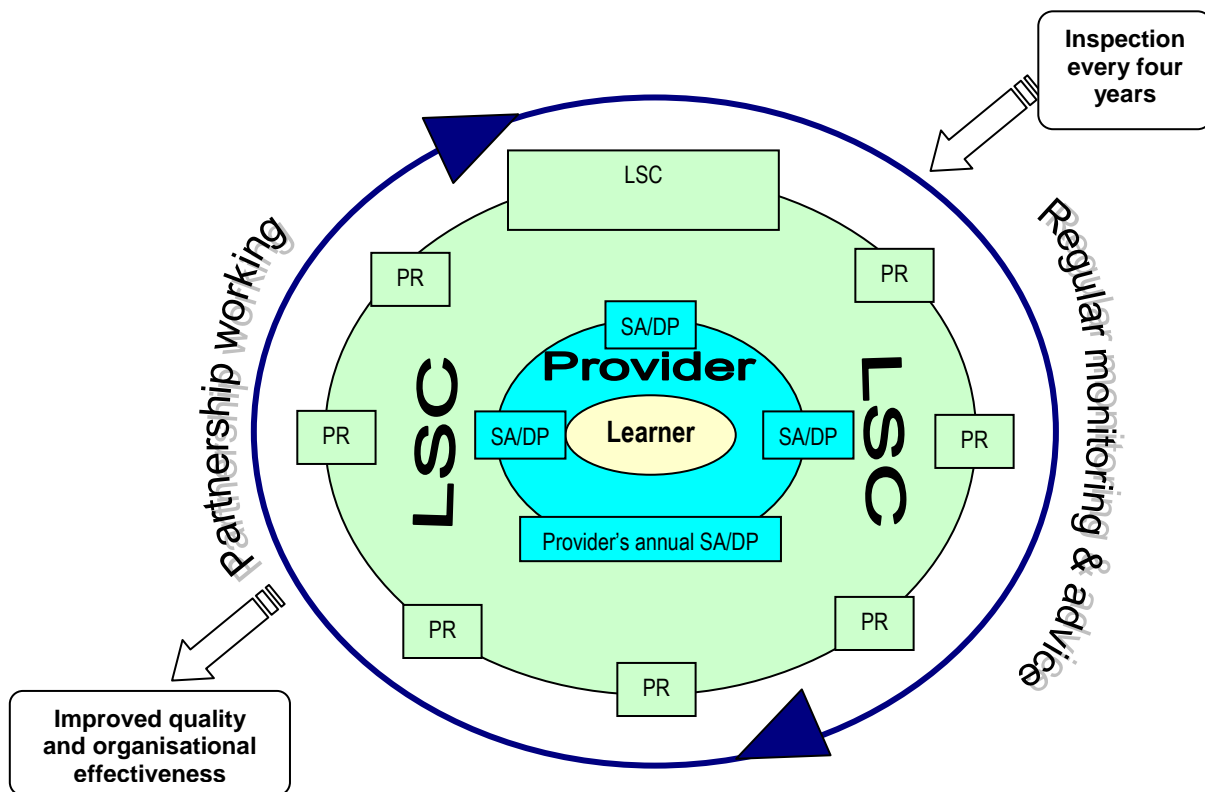 Inspection
every four
years
LSC
Partnership working
Regular monitoring & advice
PR
PR
SA/DP
Provider
LSC
LSC
PR
SA/DP
Learner
SA/DP
PR
Provider's annual SA/DP
PR
PR
PR
Improved quality
and organisational
effectiveness